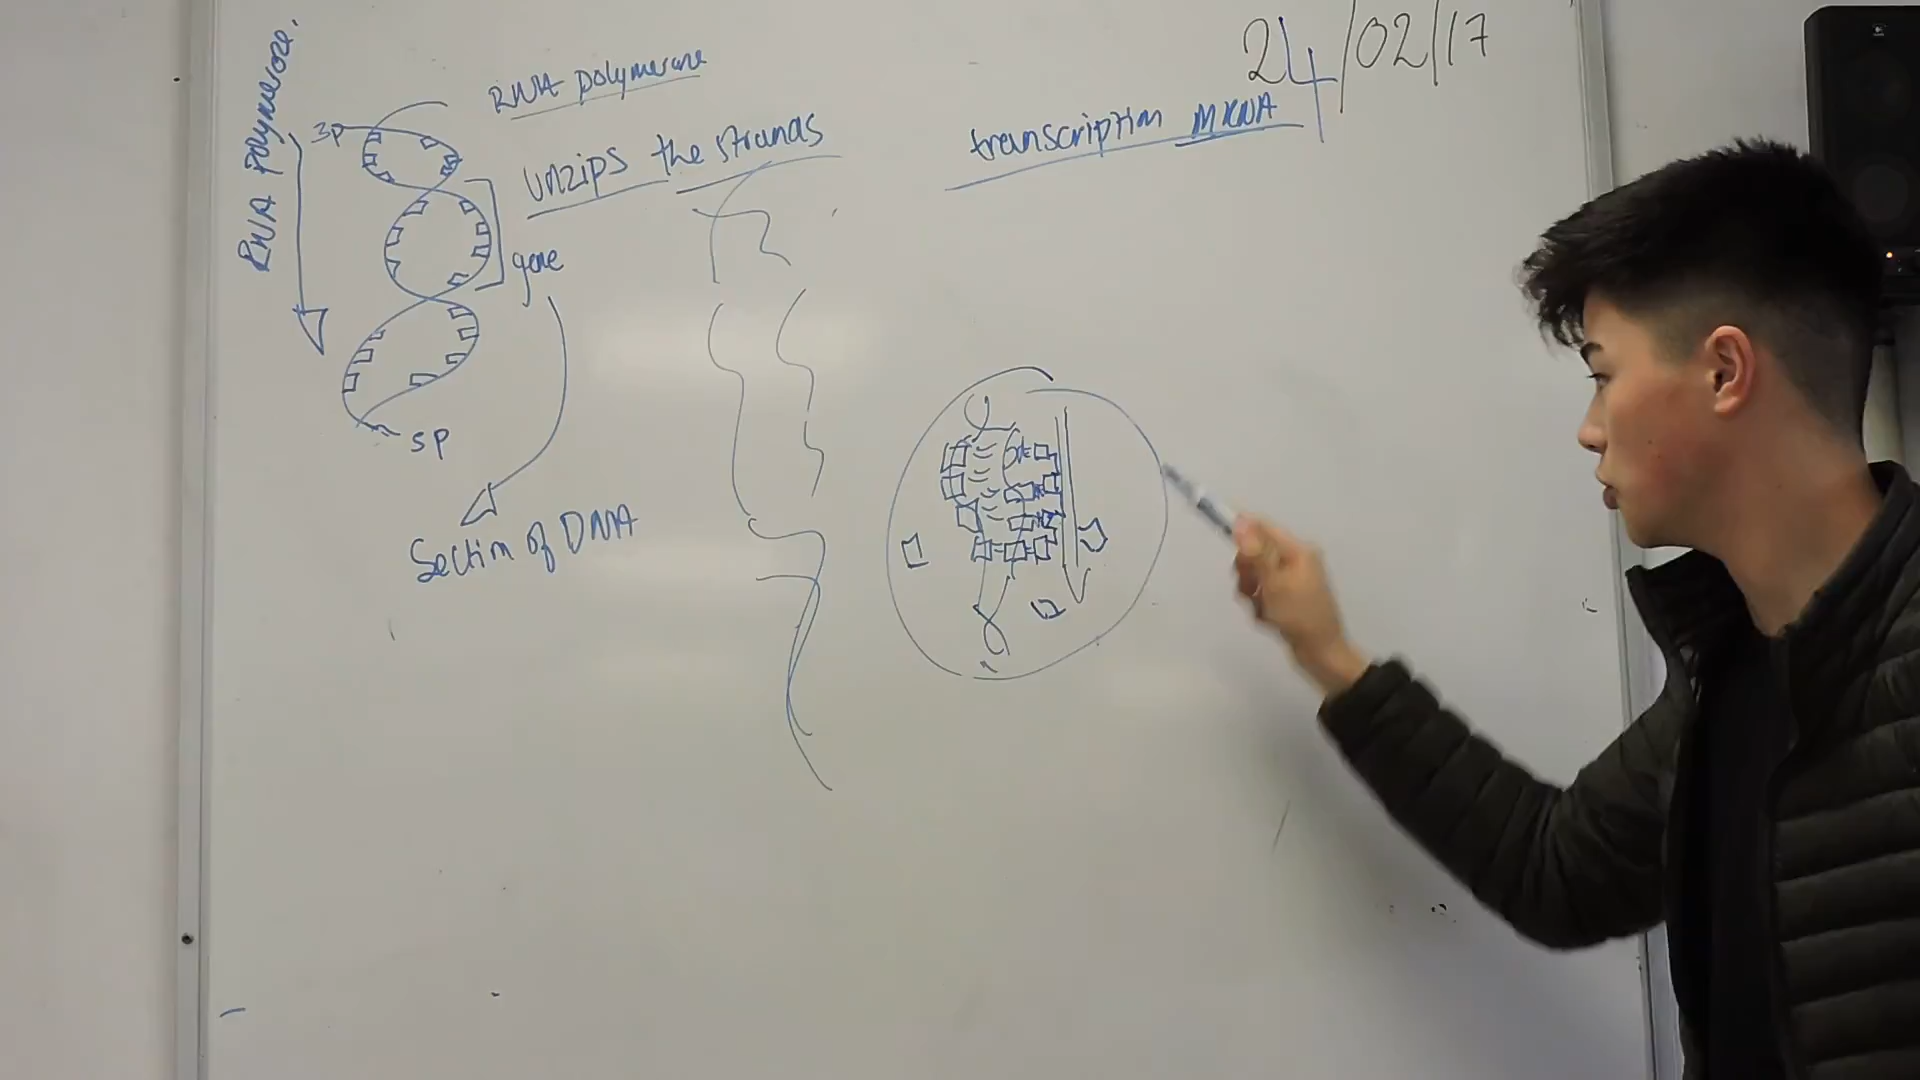 RNA Polymerase.
3p
RNA polymerase
unzips the strands
gene
5p
Section of DNA
24/02/17
transcription MRNA